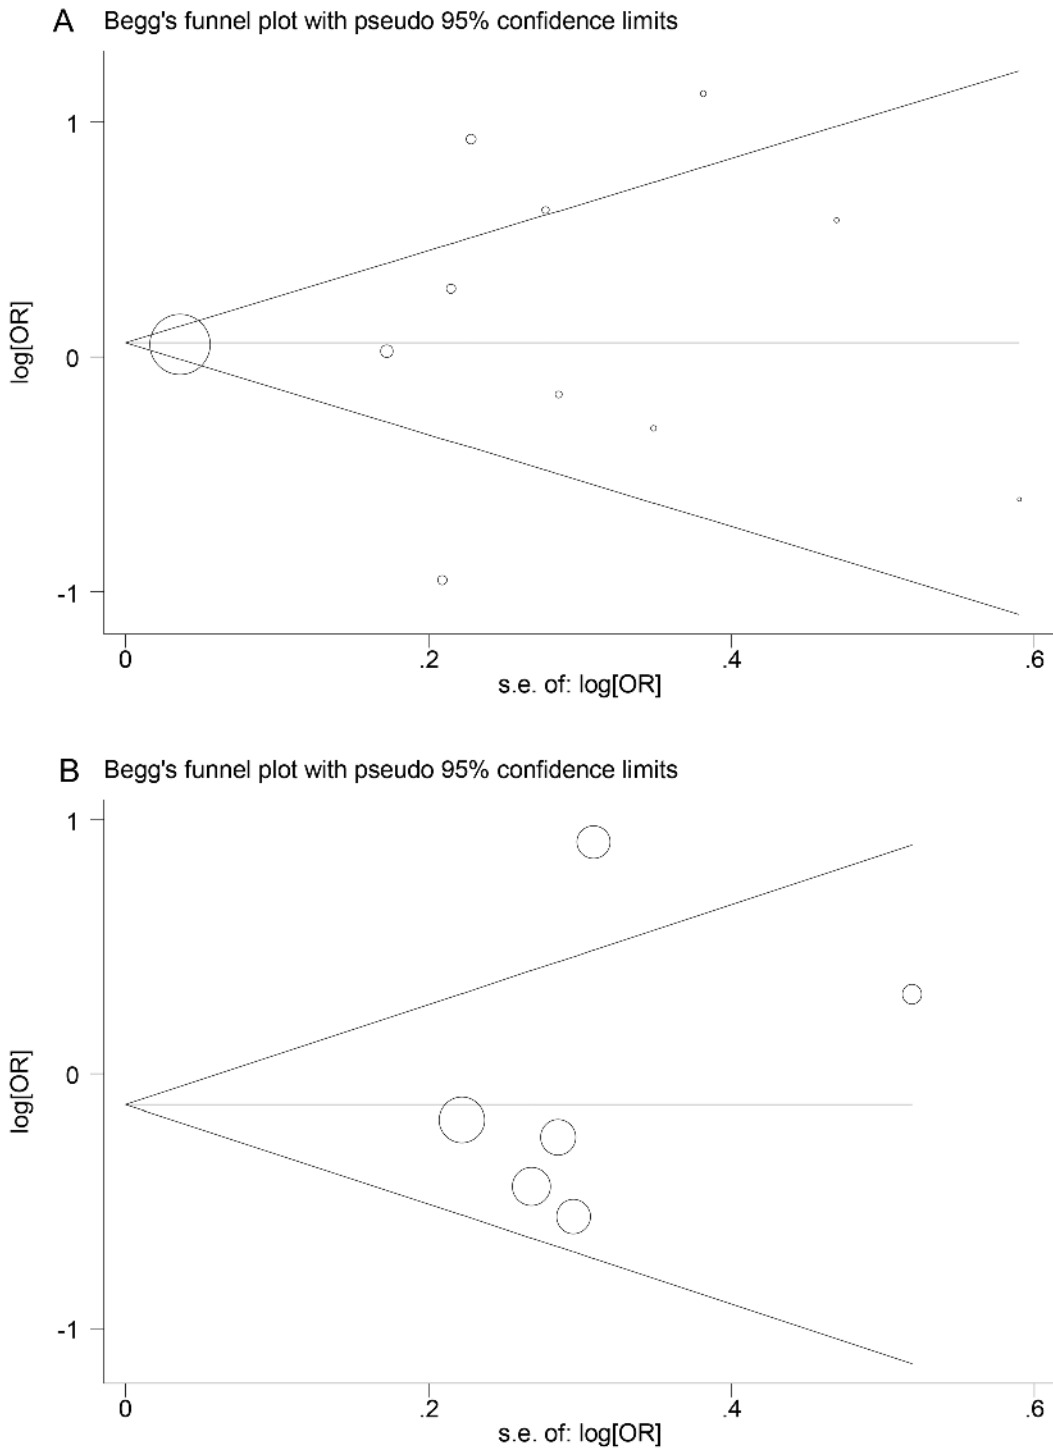 A Begg's funnel plot with pseudo 95% confidence limits
1
0
-1
log[OR]
0 .2 .4 .6
s.e. of: log[OR]
B Begg's funnel plot with pseudo 95% confidence limits
1
0
-1
log[OR]
0 .2 .4 .6
s.e. of: log[OR]